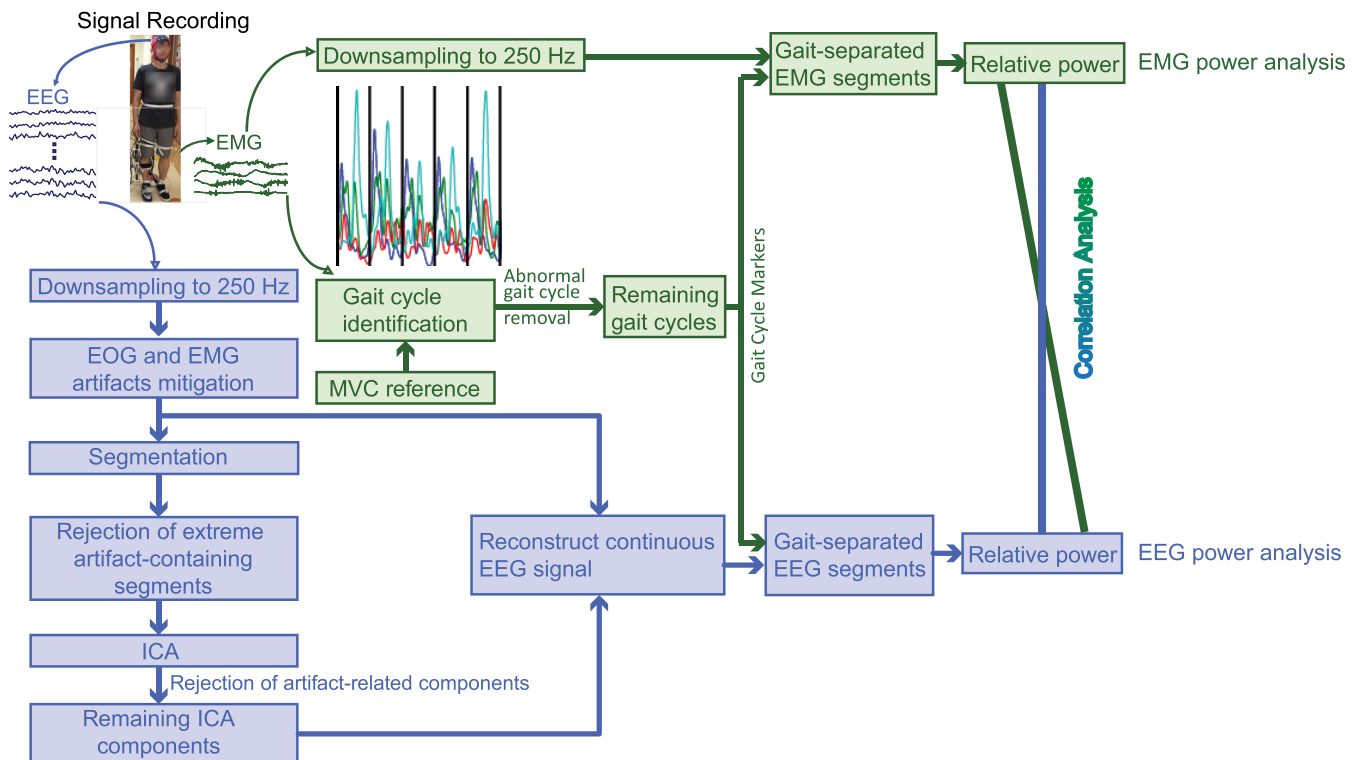 Signal Recording
EEG
EMG
Downsampling to 250 Hz
Gait-separated
EMG segments
Relative power
EMG power analysis
Downsampling to 250 Hz
Gait cycle
identification
Abnormal
gait cycle
removal
Remaining
gait cycles
MVC reference
Gait Cycle Markers
Correlation Analysis
EOG and EMG
artifacts mitigation
Segmentation
Rejection of extreme
artifact-containing
segments
Reconstruct continuous
EEG signal
Gait-separated
EEG segments
Relative power
EEG power analysis
ICA
Rejection of artifact-related components
Remaining ICA
components